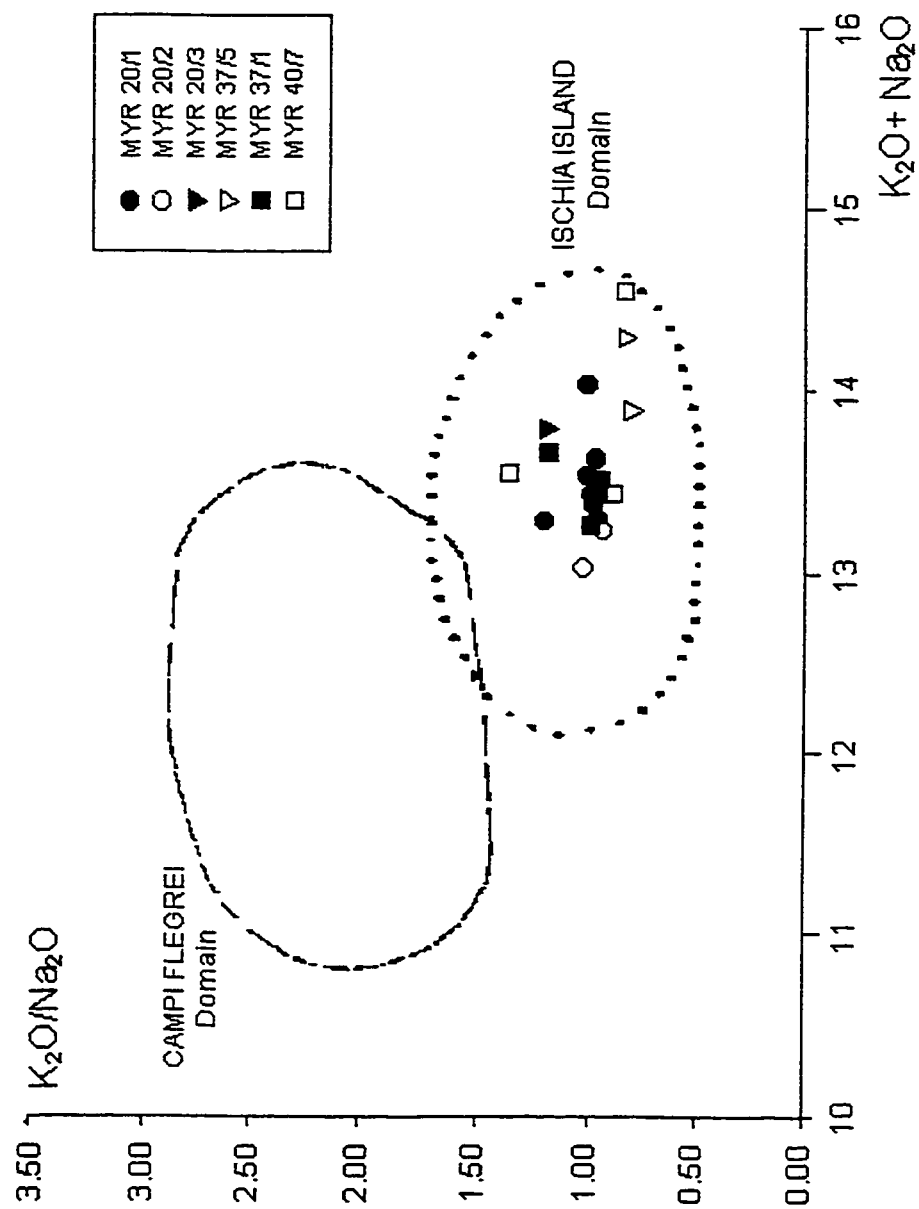 K₂O/Na₂O
3.50
3.00
2.50
2.00
1.50
1.00
0.50
0.00
CAMPI FLEGREI
Domain
MYR 20/1
MYR 20/2
MYR 20/3
MYR 37/5
MYR 37/1
MYR 40/7
ISCHIA ISLAND
Domain
10
11
12
13
14
15
16
K₂O + Na₂O